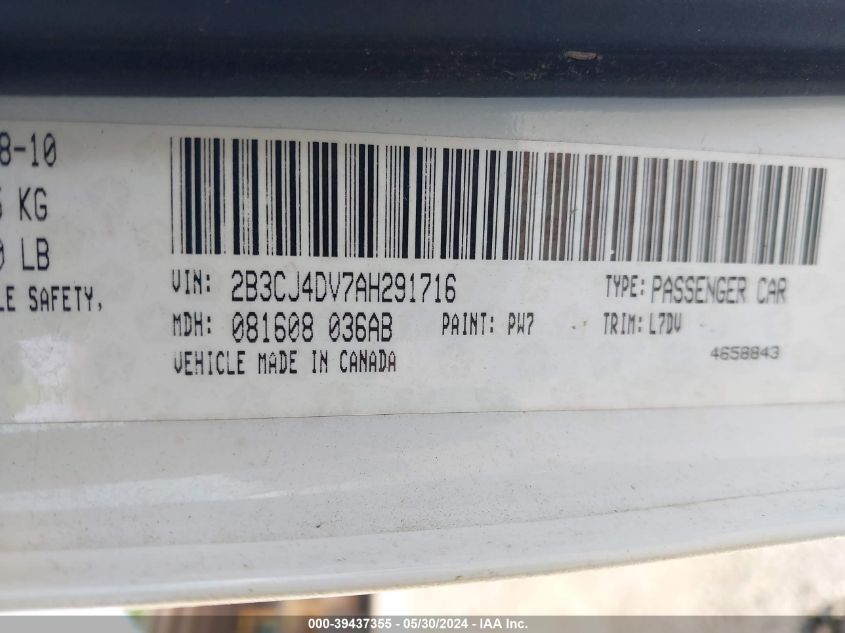 8-10
KG
LB
LE SAFETY,
VIN: 2B3CJ4DV7AH291716 TYPE: PASSENGER CAR
MDH: 081608 036AB PAINT: PW7 TRIM: L7DV
VEHICLE MADE IN CANADA 4658843
000-39437355 - 05/30/2024 - IAA Inc.